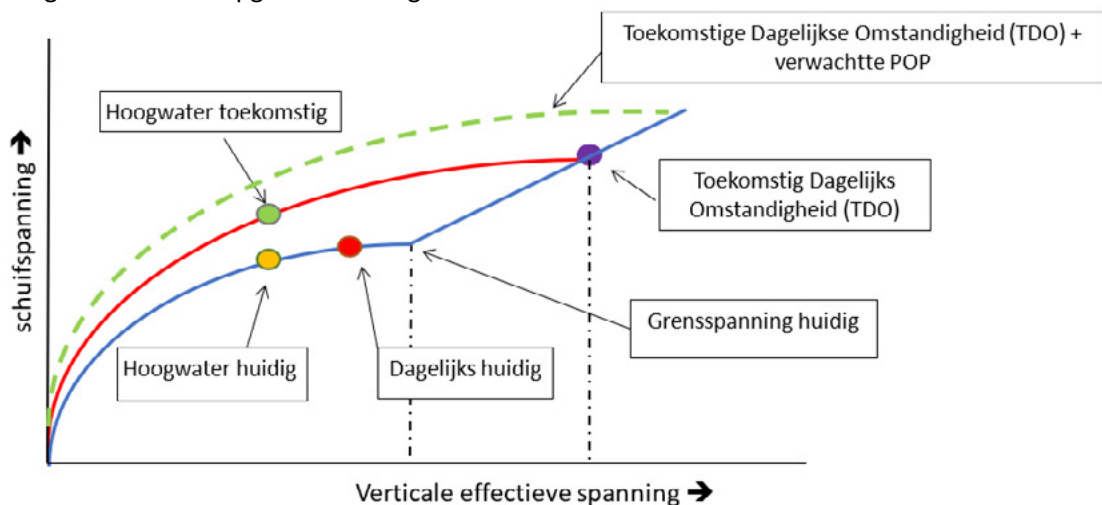 Toekomstige Dagelijkse Omstandigheid (TDO) +
verwachtte POP
Hoogwater toekomstig
schuifspanning ➔
Toekomstig Dagelijks
Omstandigheid (TDO)
Grensspanning huidig
Hoogwater huidig
Dagelijks huidig
Verticale effectieve spanning ➔